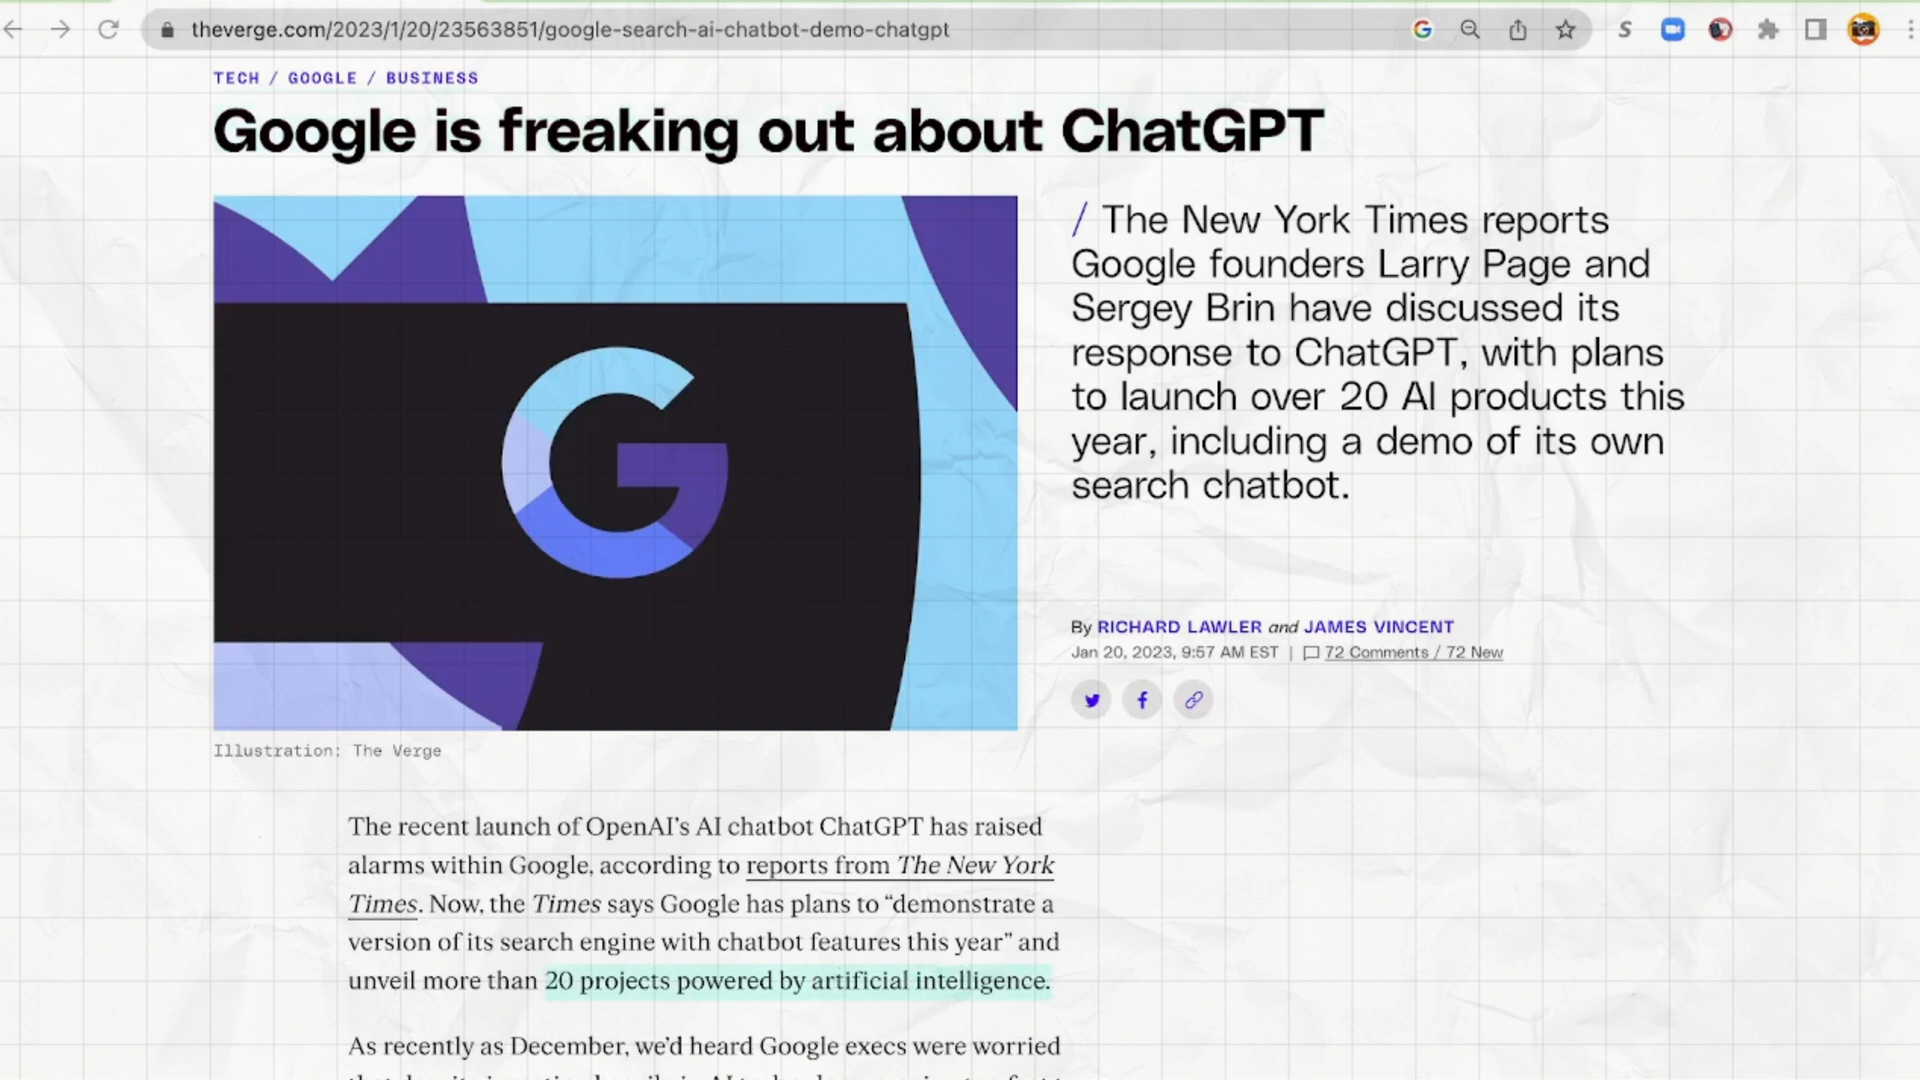 theverge.com/2023/1/20/23563851/google-search-ai-chatbot-demo-chatgpt
TECH / GOOGLE / BUSINESS
Google is freaking out about ChatGPT
/ The New York Times reports
Google founders Larry Page and
Sergey Brin have discussed its
response to ChatGPT, with plans
to launch over 20 AI products this
year, including a demo of its own
search chatbot.
By RICHARD LAWLER and JAMES VINCENT
Jan 20, 2023, 9:57 AM EST | 72 Comments / 72 New
Illustration: The Verge
The recent launch of OpenAI's AI chatbot ChatGPT has raised
alarms within Google, according to reports from The New York
Times. Now, the Times says Google has plans to “demonstrate a
version of its search engine with chatbot features this year” and
unveil more than 20 projects powered by artificial intelligence.
As recently as December, we'd heard Google execs were worried